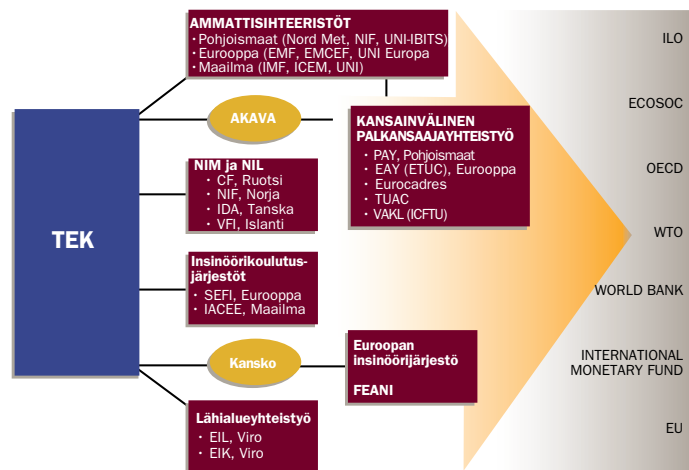 AMMATTISIHTEERISTÖT
• Pohjoismaat (Nord Met, NIF, UNI-IBITS)
• Eurooppa (EMF, EMCEF, UNI Europa
• Maailma (IMF, ICEM, UNI)
AKAVA
KANSAINVÄLINEN
PALKANSAAJAYHTEISTYÖ
• PAY, Pohjoismaat
• EAY (ETUC), Eurooppa
• Eurocadres
• TUAC
• VAKL (ICFTU)
NIM ja NIL
• CF, Ruotsi
• NIF, Norja
• IDA, Tanska
• VFI, Islanti
TEK
Insinöörikoulutus-
järjestöt
• SEFI, Eurooppa
• IACEE, Maailma
Kansko
Euroopan
insinöörijärjestö
FEANI
Lähialueyhteistyö
• EIL, Viro
• EIK, Viro
ILO
ECOSOC
OECD
WTO
WORLD BANK
INTERNATIONAL
MONETARY FUND
EU